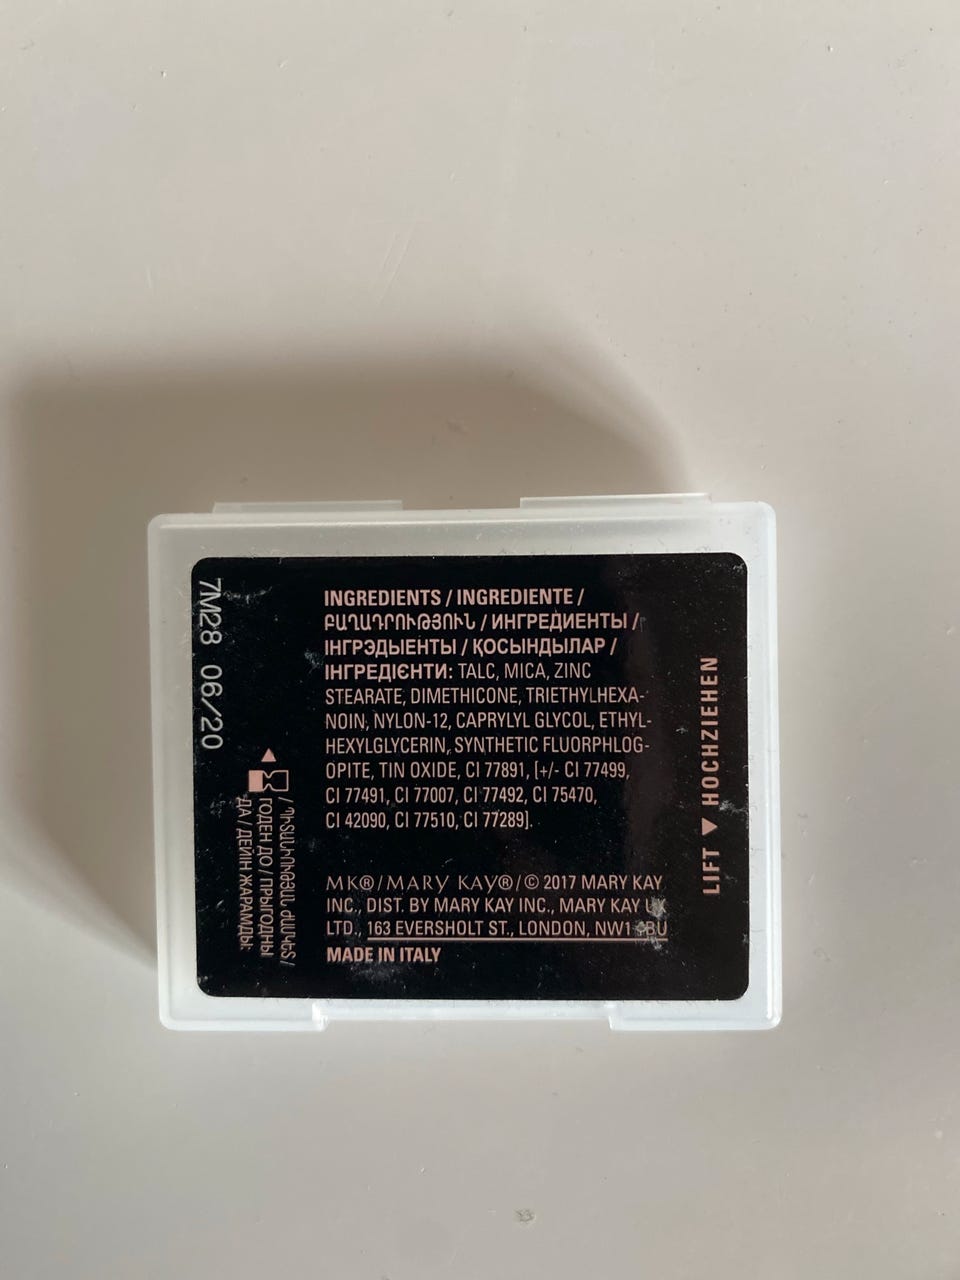 INGREDIENTS / INGREDIENTE /
ԲԱՂԱԴՐՈՒԹՅՈՒՆ / ИНГРЕДИЕНТЫ /
ІНГРЭДЫЕНТЫ / ҚОСЫНДЫЛАР /
ІНГРЕДІЄНТИ: TALC, MICA, ZINC
STEARATE, DIMETHICONE, TRIETHYLHEXA-
NOIN, NYLON-12, CAPRYLYL GLYCOL, ETHYL-
HEXYLGLYCERIN, SYNTHETIC FLUORPHLOG-
OPITE, TIN OXIDE, CI 77891, [+/- CI 77499,
CI 77491, CI 77007, CI 77492, CI 75470,
CI 42090, CI 77510, CI 77289].
MK®/MARY KAY®/© 2017 MARY KAY
INC., DIST. BY MARY KAY INC., MARY KAY UK
LTD., 163 EVERSHOLT ST., LONDON, NW1
MADE IN ITALY
7M28 06/20
/ ՊԻՏԱՆԻՈՒԹՅԱՆ ԺԱՄԿԵՏ /
ГОДЕН ДО / ПРЫГОДНЫ
ДА / ДЕЙІН ЖАРАМДЫ:
LIFT ▼ HOCHZIEHEN